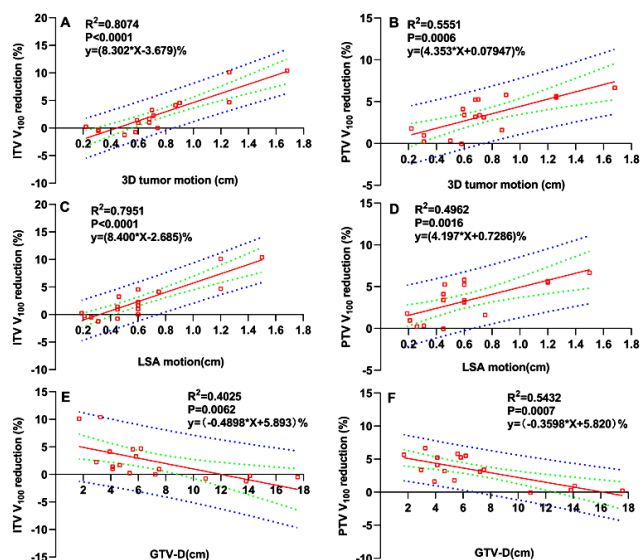 A
R²=0.8074
P<0.0001
y=(8.302*X-3.679)%
ITV V₁₀₀ reduction (%)
20
15
10
5
0
-5
-10
0.2 0.4 0.6 0.8 1.0 1.2 1.4 1.6 1.8
3D tumor motion (cm)
B
R²=0.5551
P=0.0006
y=(4.353*X+0.07947)%
PTV V₁₀₀ reduction (%)
15
10
5
0
-5
0.0 0.2 0.4 0.6 0.8 1.0 1.2 1.4 1.6 1.8
3D tumor motion (cm)
C
R²=0.7951
P<0.0001
y=(8.400*X-2.685)%
ITV V₁₀₀ reduction (%)
20
15
10
5
0
-5
-10
0.2 0.4 0.6 0.8 1.0 1.2 1.4 1.6
LSA motion(cm)
D
R²=0.4962
P=0.0016
y=(4.197*X+0.7286)%
PTV V₁₀₀ reduction (%)
15
10
5
0
-5
0.0 0.2 0.4 0.6 0.8 1.0 1.2 1.4 1.6
LSA motion(cm)
E
R²=0.4025
P=0.0062
y=(-0.4898*X+5.893)%
ITV V₁₀₀ reduction (%)
15
10
5
0
-5
-10
-15
2 4 6 8 10 12 14 16 18
GTV-D(cm)
F
R²=0.5432
P=0.0007
y=(-0.3598*X+5.820)%
PTV V₁₀₀ reduction (%)
15
10
5
0
-5
0 2 4 6 8 10 12 14 16 18
GTV-D(cm)